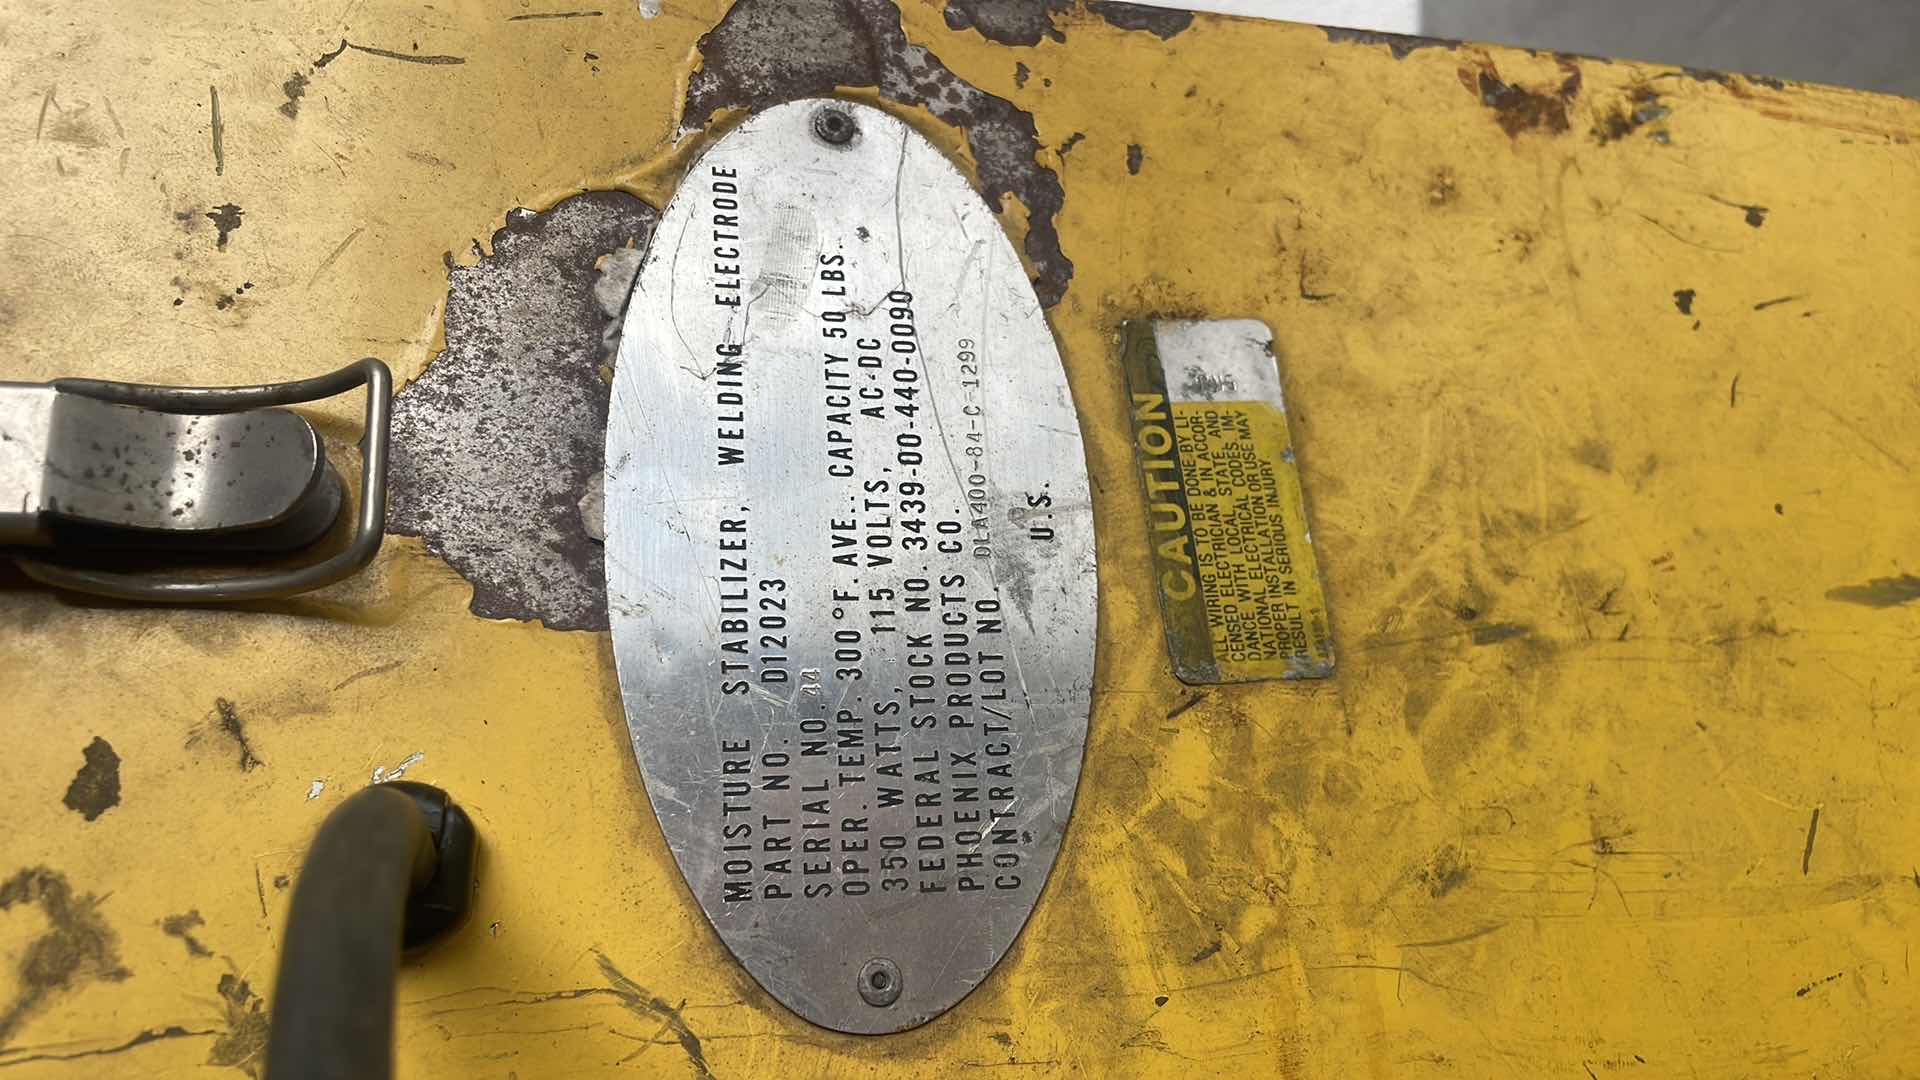 MOISTURE STABILIZER, WELDING ELECTRODE
PART NO. D12023
SERIAL NO. 44
OPER. TEMP. 300°F. AVE.. CAPACITY 50 LBS.
350 WATTS, 115 VOLTS, AC-DC
FEDERAL STOCK NO. 3439-00-440-0090
PHOENIX PRODUCTS CO.
CONTRACT/LOT NO. DLA400-84-C-1299
U.S.
CAUTION
ALL WIRING IS TO BE DONE BY LI-
CENSED ELECTRICIAN & IN ACCOR-
DANCE WITH LOCAL, STATE, AND
NATIONAL ELECTRICAL CODES. IM-
PROPER INSTALLATION OR USE MAY
RESULT IN SERIOUS INJURY.